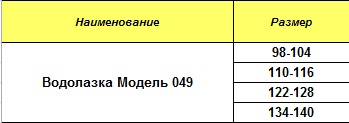 Наименование Размер
98-104
110-116
Водолазка Модель 049
122-128
134-140